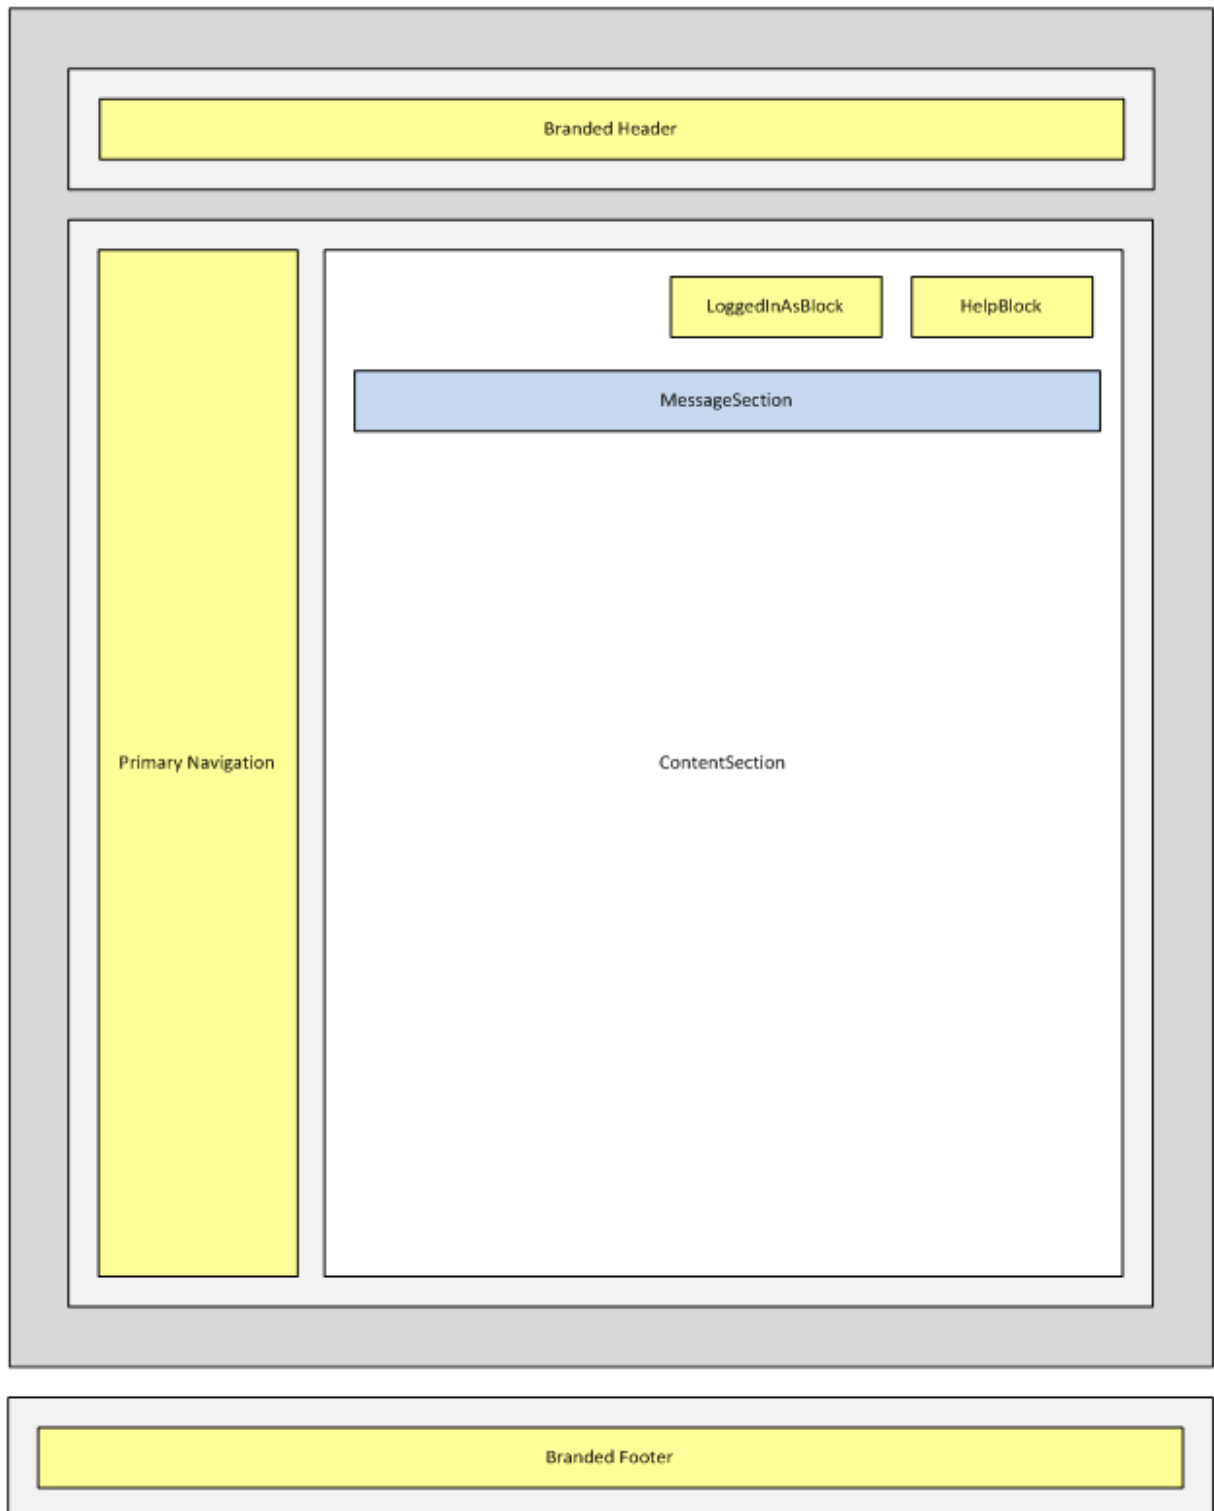 Branded Header
LoggedInAsBlock
HelpBlock
MessageSection
Primary Navigation
ContentSection
Branded Footer